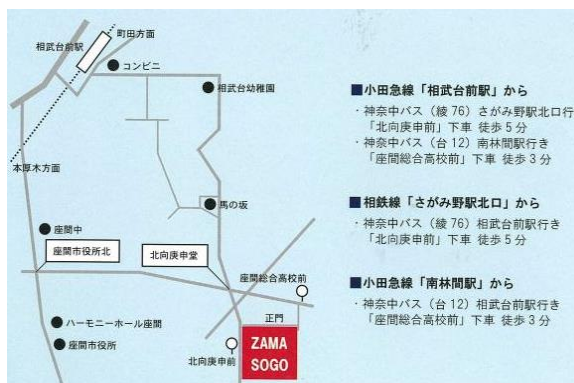 町田方面
相武台前駅
コンビニ
相武台幼稚園
本厚木方面
馬の坂
座間中
座間市役所北
北向庚申堂
座間総合高校前
ハーモニーホール座間
正門
座間市役所
北向庚申前
ZAMA
SOGO
■小田急線「相武台前駅」から
・神奈中バス（綾 76）さがみ野駅北口行
「北向庚申前」下車 徒歩 5 分
・神奈中バス（台 12）南林間駅行き
「座間総合高校前」下車 徒歩 3 分
■相鉄線「さがみ野駅北口」から
・神奈中バス（綾 76）相武台前駅行き
「北向庚申前」下車 徒歩 5 分
■小田急線「南林間駅」から
・神奈中バス（台 12）相武台前駅行き
「座間総合高校前」下車 徒歩 3 分